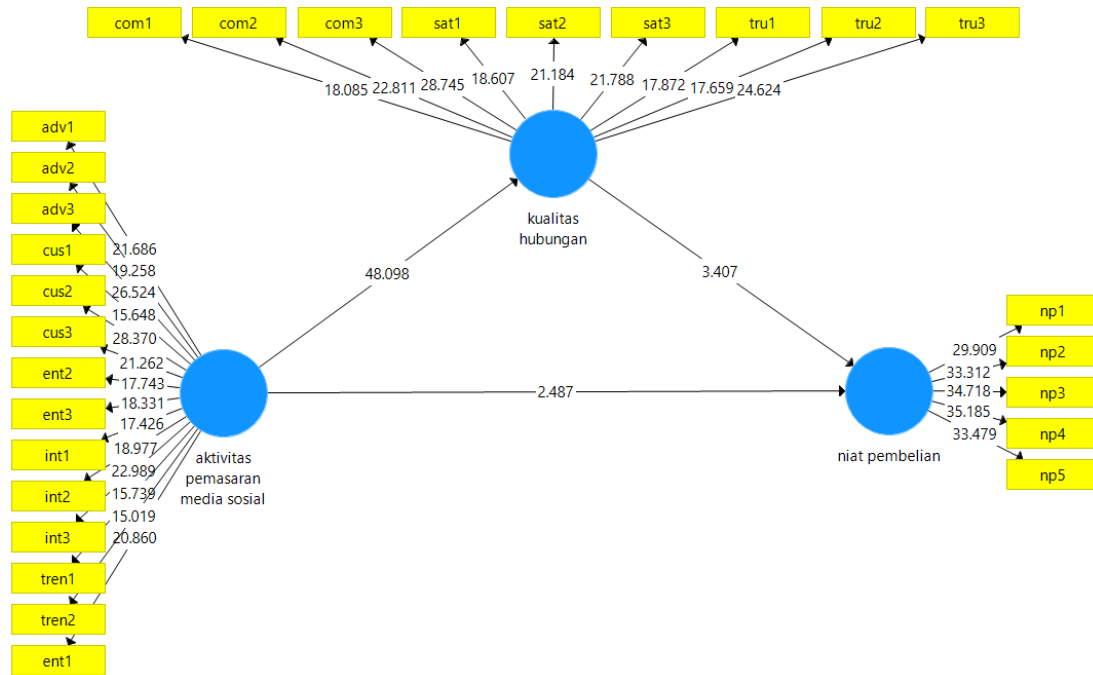 com1
com2
com3
sat1
sat2
sat3
tru1
tru2
tru3
18.085
22.811
28.745
18.607
21.184
21.788
17.872
17.659
24.624
kualitas
hubungan
adv1
adv2
adv3
cus1
cus2
cus3
ent2
ent3
int1
int2
int3
tren1
tren2
ent1
21.686
19.258
26.524
15.648
28.370
21.262
17.743
18.331
17.426
18.977
22.989
15.739
15.019
20.860
aktivitas
pemasaran
media sosial
48.098
3.407
2.487
niat pembelian
29.909
33.312
34.718
35.185
33.479
np1
np2
np3
np4
np5